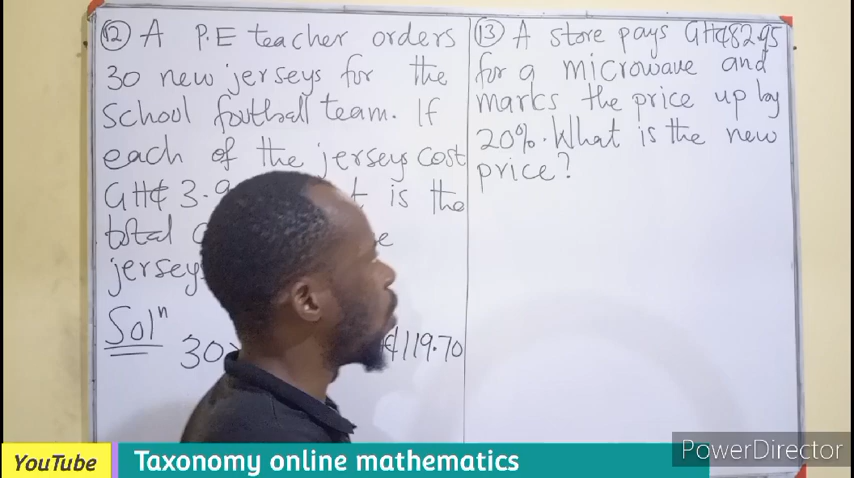 ⑫ A P.E teacher orders
30 new jerseys for the
School football team. If
each of the jerseys cost
GH₵ 3.9 is the
total
jerseys
Solⁿ
30 ₵119.70
⑬ A store pays GH₵82.95
for a microwave and
marks the price up by
20%. What is the new
price?
PowerDirector
YouTube Taxonomy online mathematics